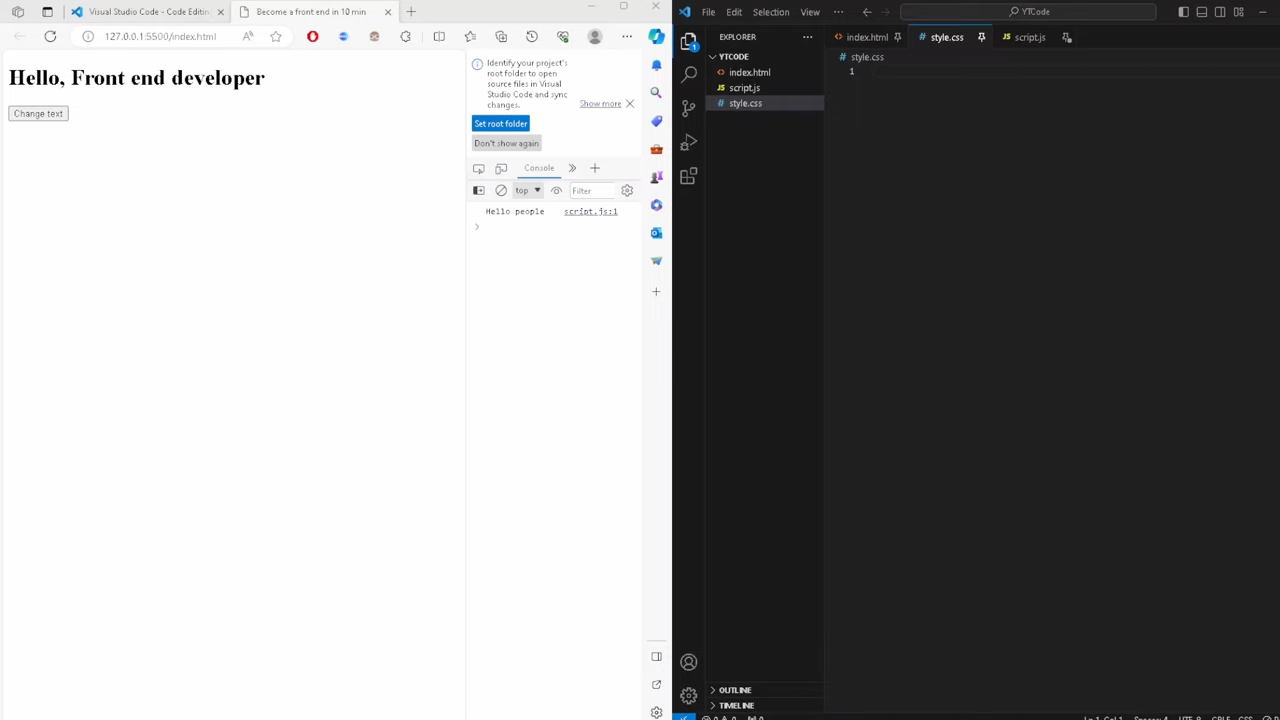 Visual Studio Code - Code Editin
Become a front end in 10 min
127.0.0.1:5500/index.html
Hello, Front end developer
Change text
Identify your project's
root folder to open
source files in Visual
Studio Code and sync
changes.
Show more
Set root folder
Don't show again
Console
top
Filter
Hello people script.js:1
File Edit Selection View
YTCode
EXPLORER
YTCODE
index.html
script.js
style.css
OUTLINE
TIMELINE
index.html
style.css
script.js
style.css
1